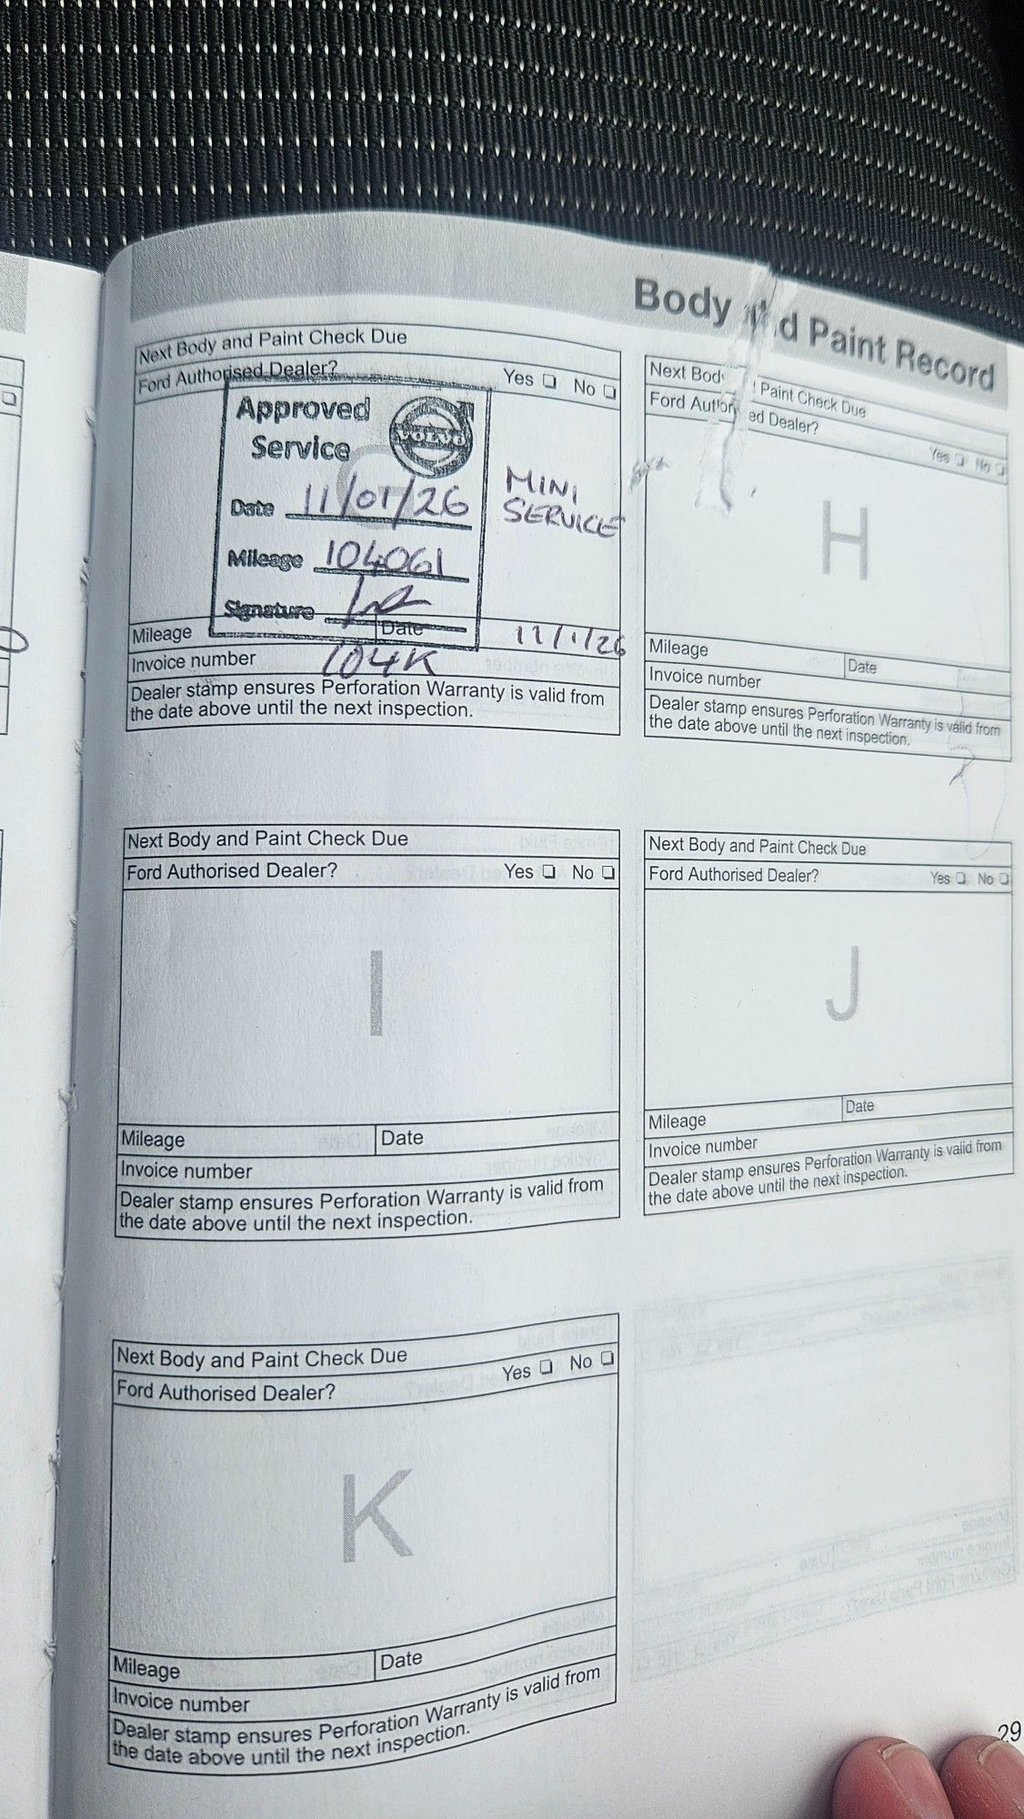 Body d Paint Record
Next Body and Paint Check Due
Ford Authorised Dealer? Yes No
Approved
Service
VOLVO
Date 11/01/26
Mileage 104061
Signature
MINI
SERVICE
Mileage Date 11/1/26
Invoice number 104K
Dealer stamp ensures Perforation Warranty is valid from
the date above until the next inspection.
Next Bod Paint Check Due
Ford Author ed Dealer?
Yes No
H
Mileage Date
Invoice number
Dealer stamp ensures Perforation Warranty is valid from
the date above until the next inspection.
Next Body and Paint Check Due
Ford Authorised Dealer? Yes No
I
Mileage Date
Invoice number
Dealer stamp ensures Perforation Warranty is valid from
the date above until the next inspection.
Next Body and Paint Check Due
Ford Authorised Dealer? Yes No
J
Mileage Date
Invoice number
Dealer stamp ensures Perforation Warranty is valid from
the date above until the next inspection.
Next Body and Paint Check Due
Ford Authorised Dealer? Yes No
K
Mileage Date
Invoice number
Dealer stamp ensures Perforation Warranty is valid from
the date above until the next inspection.
29